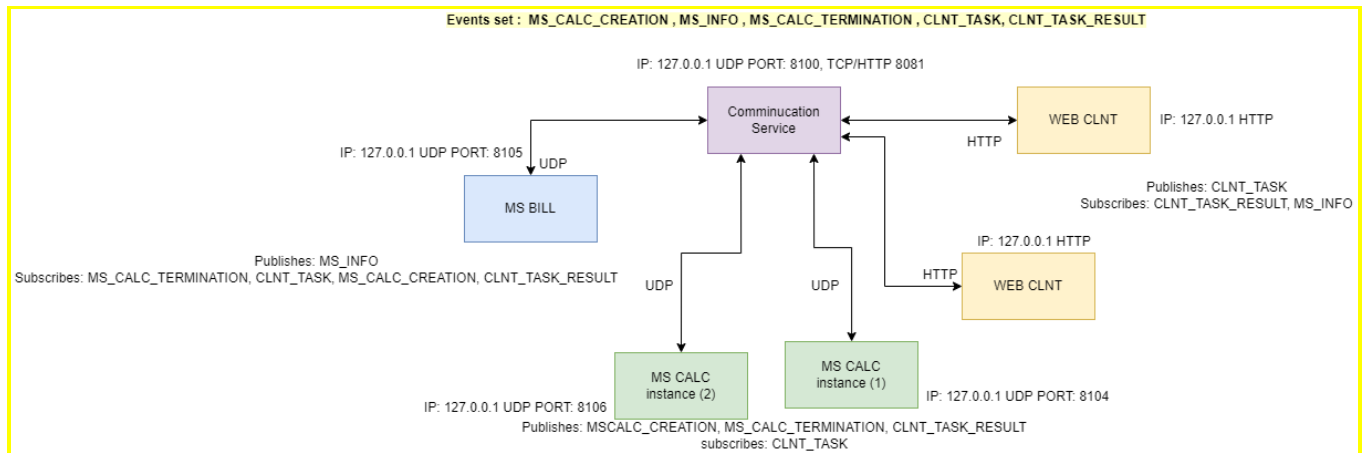 Events set : MS_CALC_CREATION , MS_INFO , MS_CALC_TERMINATION , CLNT_TASK, CLNT_TASK_RESULT
IP: 127.0.0.1 UDP PORT: 8100, TCP/HTTP 8081
Comminucation
Service
WEB CLNT
IP: 127.0.0.1 HTTP
HTTP
IP: 127.0.0.1 UDP PORT: 8105
UDP
MS BILL
Publishes: CLNT_TASK
Subscribes: CLNT_TASK_RESULT, MS_INFO
IP: 127.0.0.1 HTTP
Publishes: MS_INFO
Subscribes: MS_CALC_TERMINATION, CLNT_TASK, MS_CALC_CREATION, CLNT_TASK_RESULT
UDP
UDP
HTTP
WEB CLNT
MS CALC
instance (2)
MS CALC
instance (1)
IP: 127.0.0.1 UDP PORT: 8106
IP: 127.0.0.1 UDP PORT: 8104
Publishes: MSCALC_CREATION, MS_CALC_TERMINATION, CLNT_TASK_RESULT
subscribes: CLNT_TASK